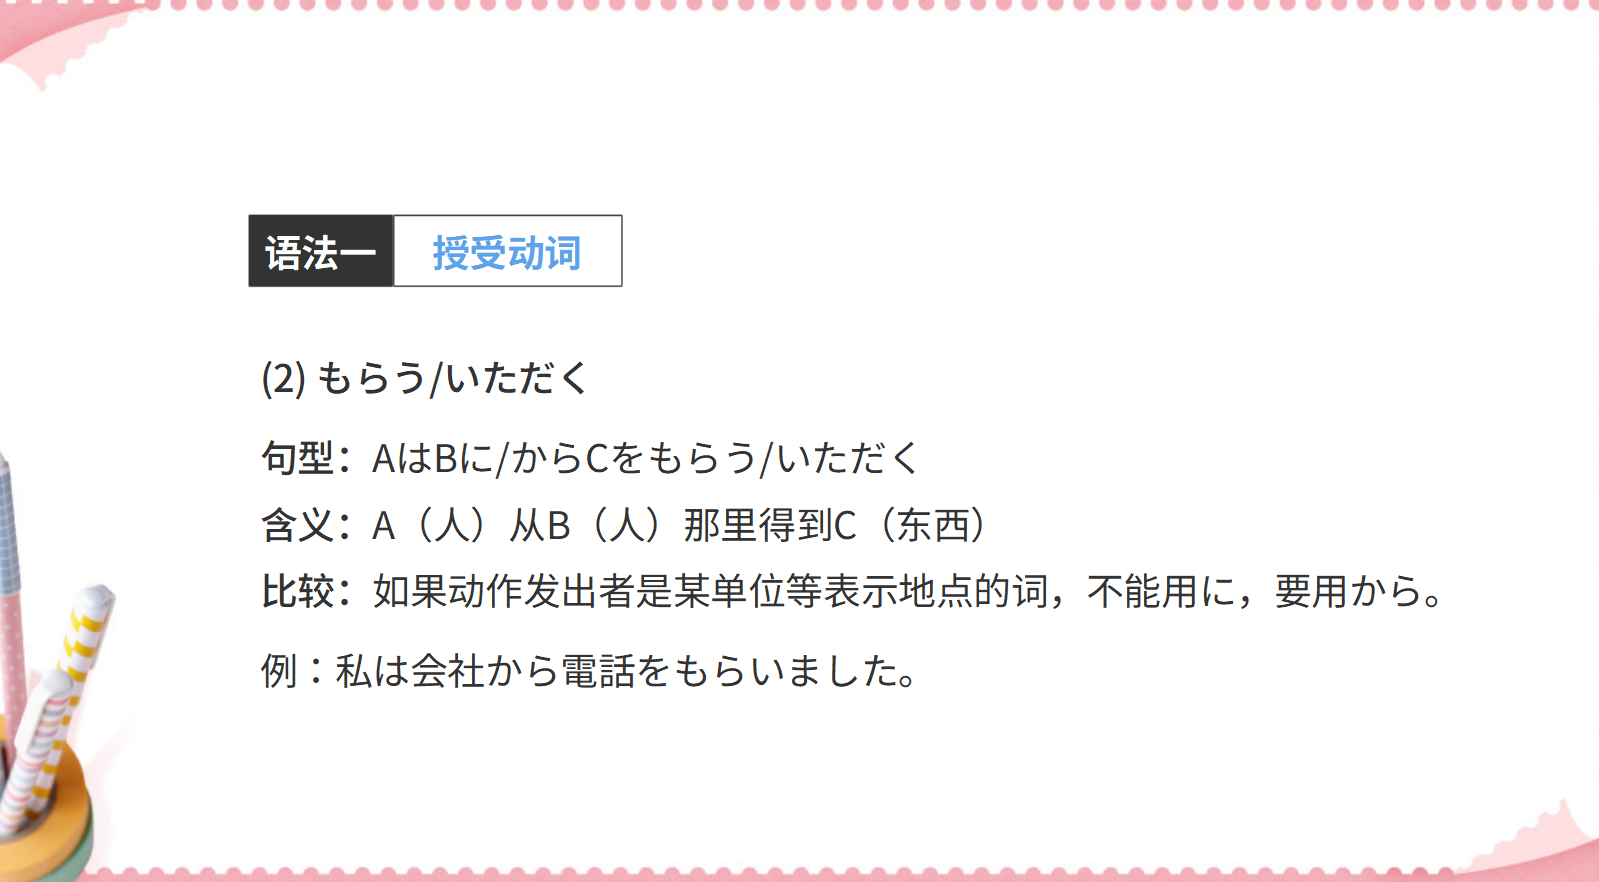 语法一 授受动词
(2) もらう/いただく
句型：AはBに/からCをもらう/いただく
含义：A（人）从B（人）那里得到C（东西）
比较：如果动作发出者是某单位等表示地点的词，不能用に，要用から。
例：私は会社から電話をもらいました。